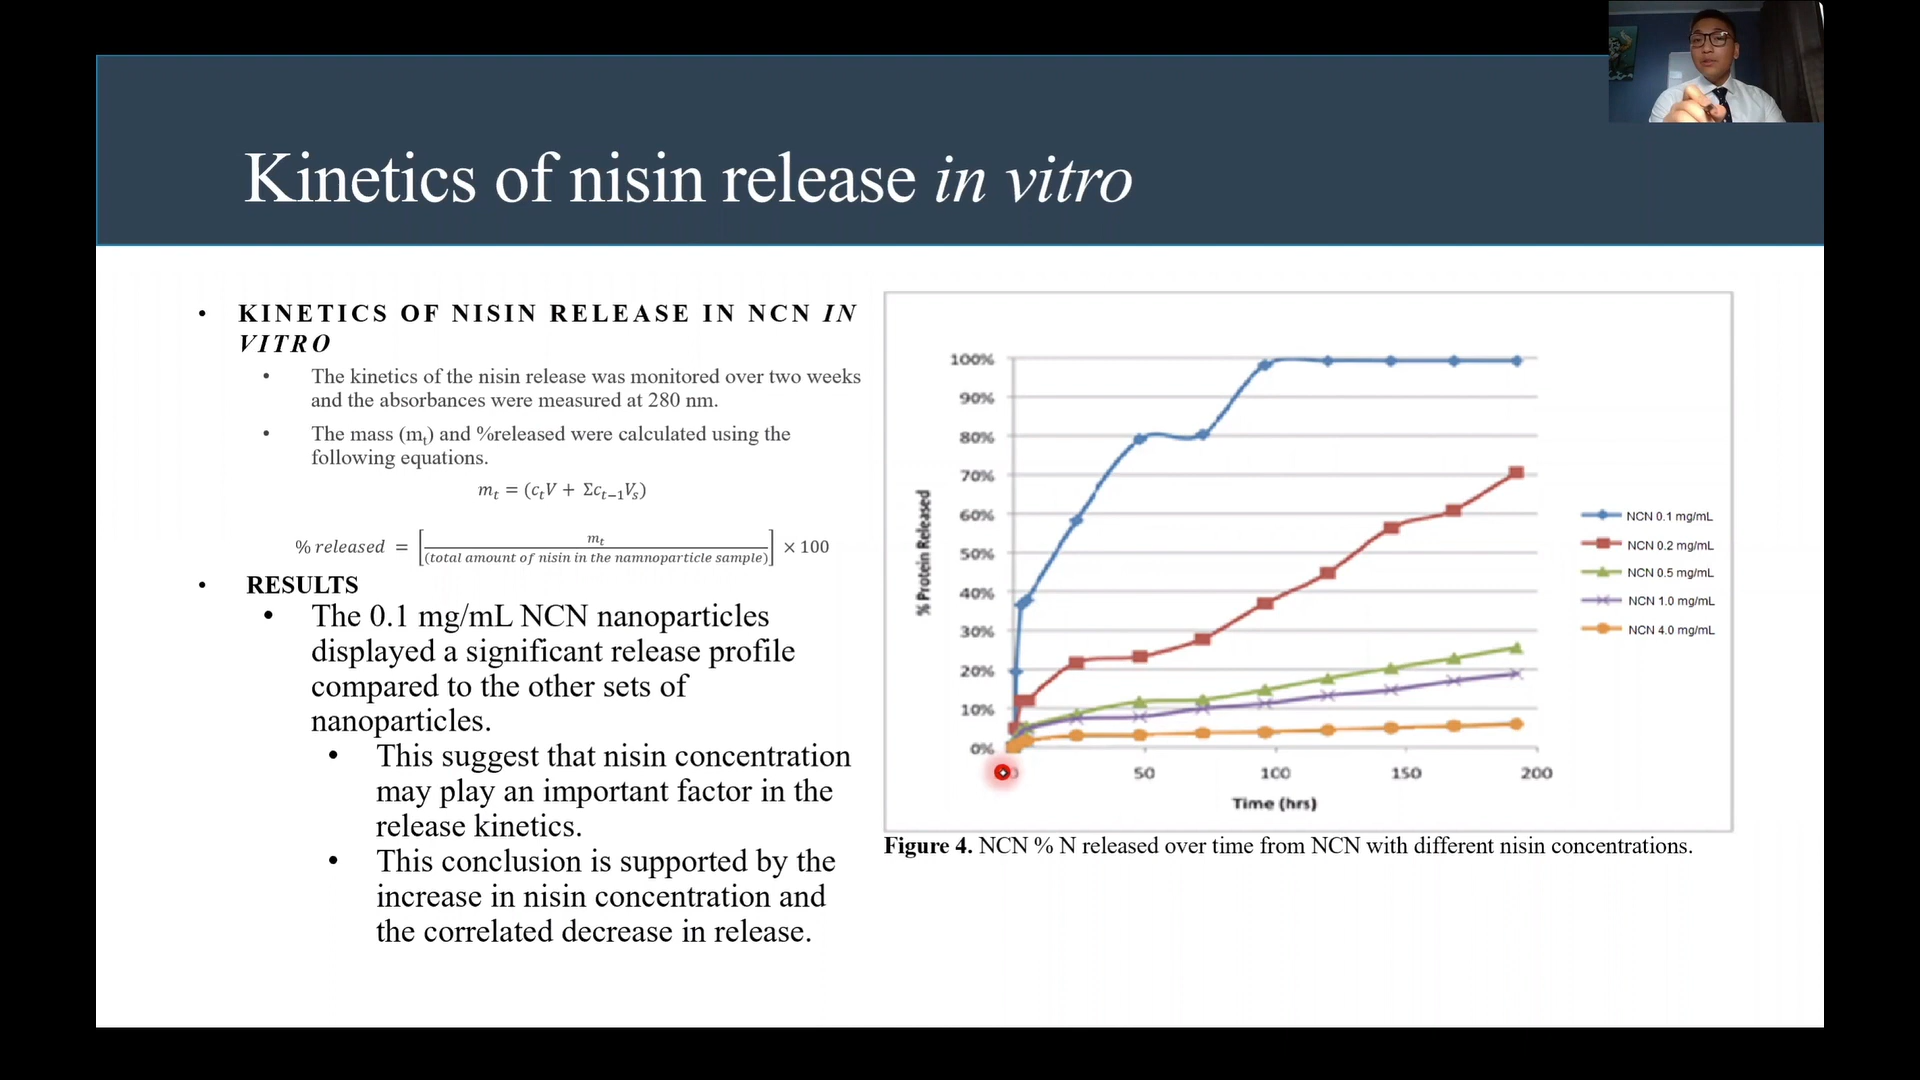 Kinetics of nisin release in vitro
• KINETICS OF NISIN RELEASE IN NCN IN
VITRO
• The kinetics of the nisin release was monitored over two weeks
and the absorbances were measured at 280 nm.
• The mass (mt) and %released were calculated using the
following equations.
mt = (ctV + Σct−1Vs)
% released = [mt / (total amount of nisin in the namnoparticle sample)] × 100
• RESULTS
• The 0.1 mg/mL NCN nanoparticles
displayed a significant release profile
compared to the other sets of
nanoparticles.
• This suggest that nisin concentration
may play an important factor in the
release kinetics.
• This conclusion is supported by the
increase in nisin concentration and
the correlated decrease in release.
% Protein Released
100%
90%
80%
70%
60%
50%
40%
30%
20%
10%
0%
50 100 150 200
Time (hrs)
NCN 0.1 mg/mL
NCN 0.2 mg/mL
NCN 0.5 mg/mL
NCN 1.0 mg/mL
NCN 4.0 mg/mL
Figure 4. NCN % N released over time from NCN with different nisin concentrations.